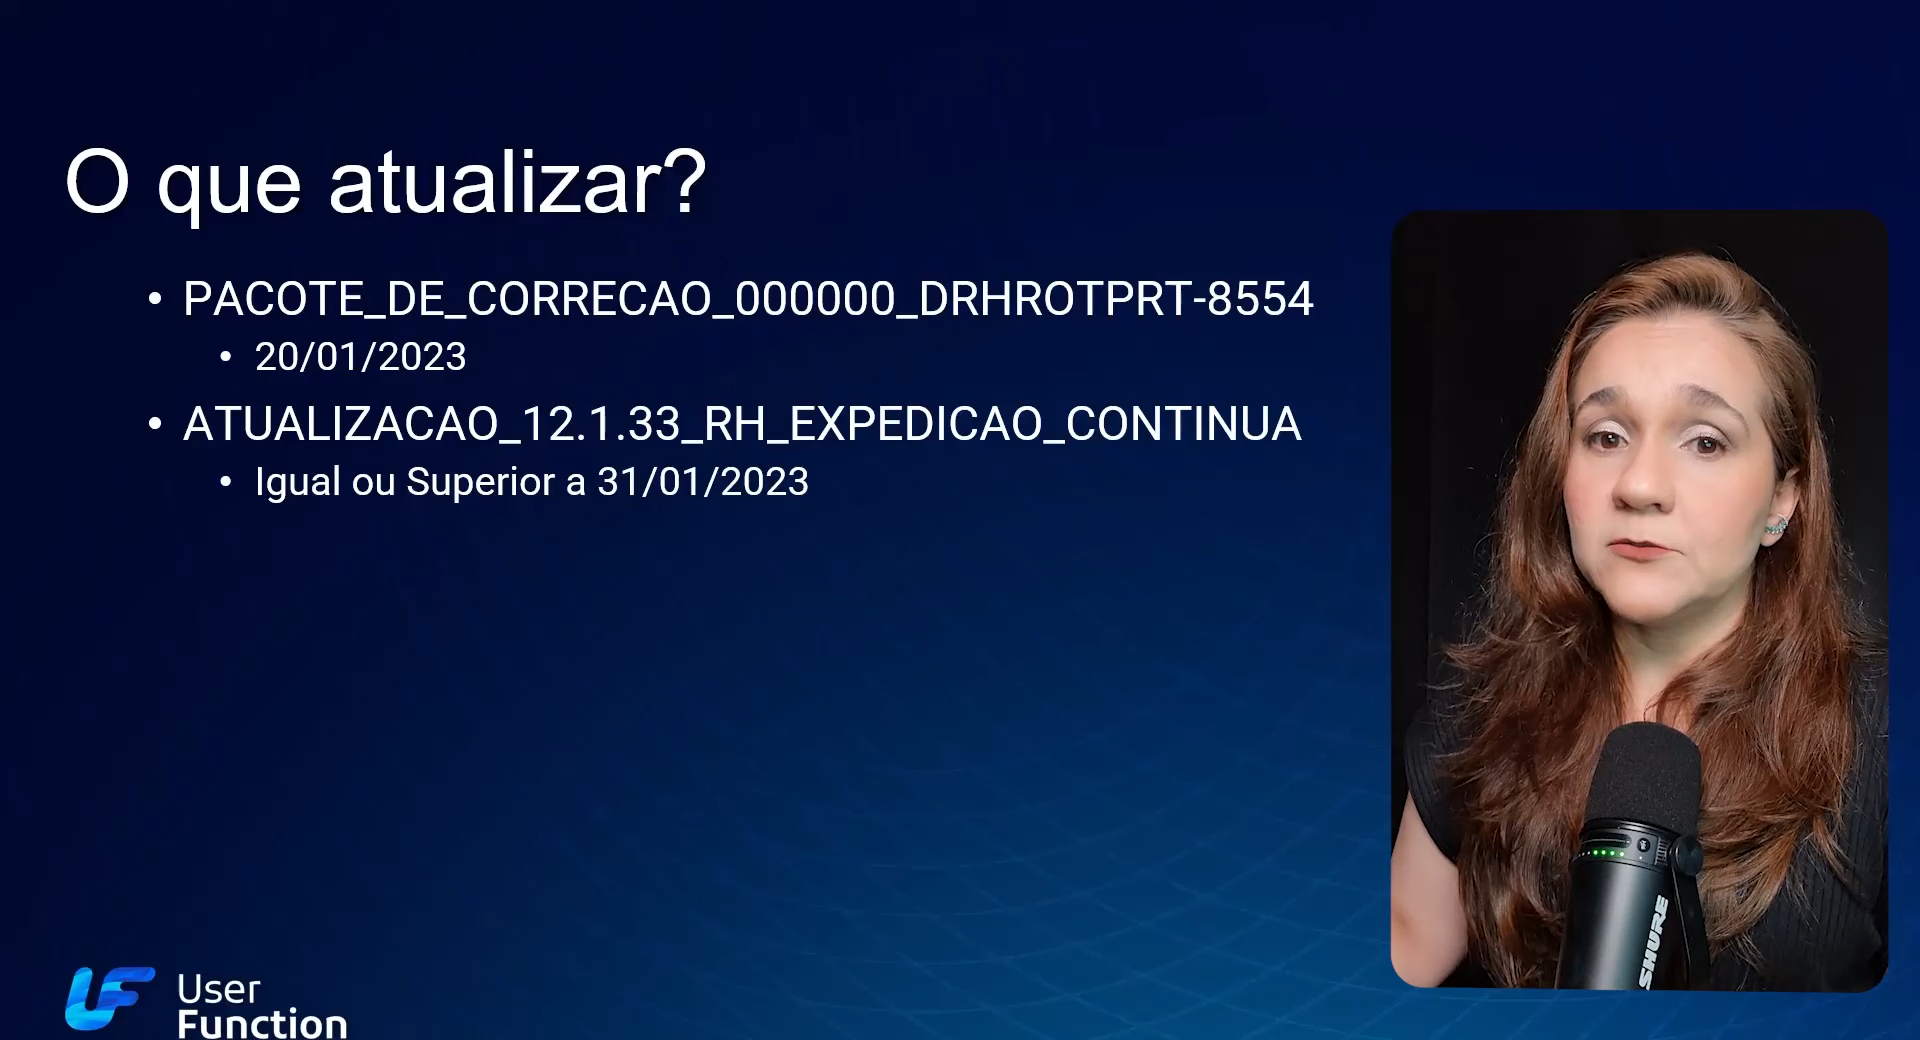 O que atualizar?
• PACOTE_DE_CORRECAO_000000_DRHROTPRT-8554
• 20/01/2023
• ATUALIZACAO_12.1.33_RH_EXPEDICAO_CONTINUA
• Igual ou Superior a 31/01/2023
SHURE
UF User
Function